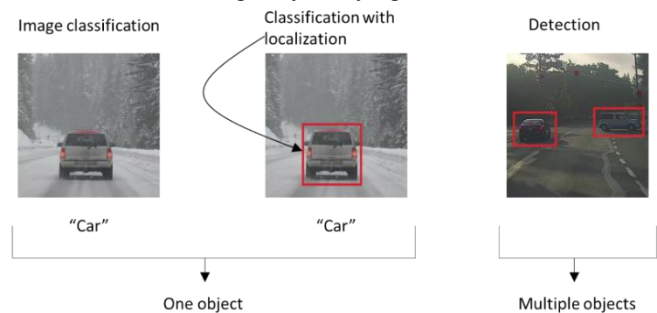 Image classification
Classification with
localization
Detection
“Car”
“Car”
One object
Multiple objects